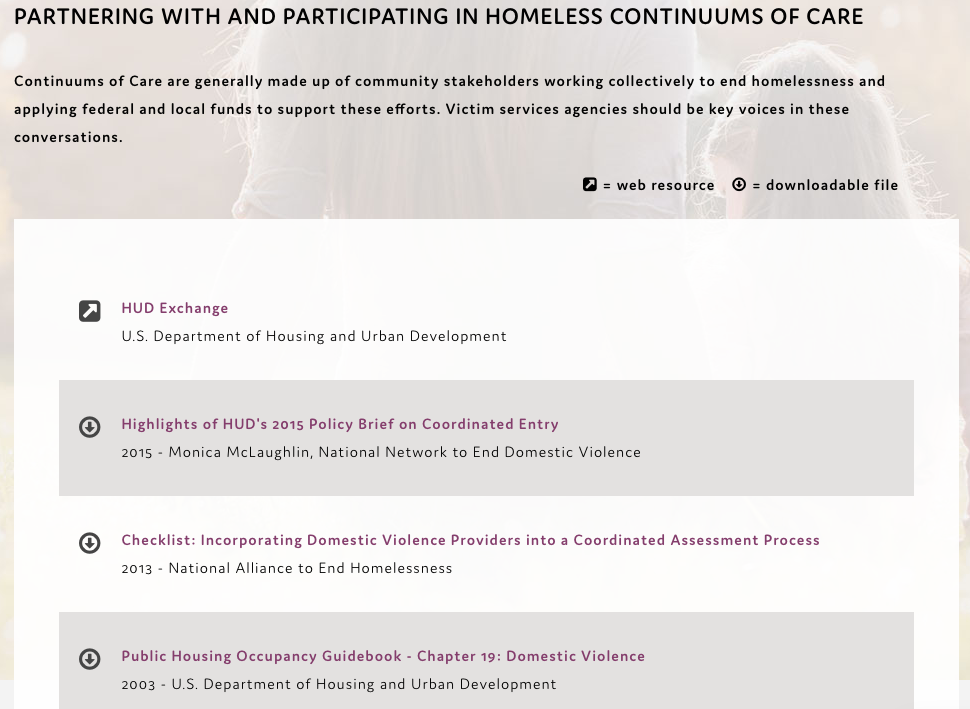 PARTNERING WITH AND PARTICIPATING IN HOMELESS CONTINUUMS OF CARE
Continuums of Care are generally made up of community stakeholders working collectively to end homelessness and
applying federal and local funds to support these efforts. Victim services agencies should be key voices in these
conversations.
= web resource = downloadable file
HUD Exchange
U.S. Department of Housing and Urban Development
Highlights of HUD's 2015 Policy Brief on Coordinated Entry
2015 - Monica McLaughlin, National Network to End Domestic Violence
Checklist: Incorporating Domestic Violence Providers into a Coordinated Assessment Process
2013 - National Alliance to End Homelessness
Public Housing Occupancy Guidebook - Chapter 19: Domestic Violence
2003 - U.S. Department of Housing and Urban Development